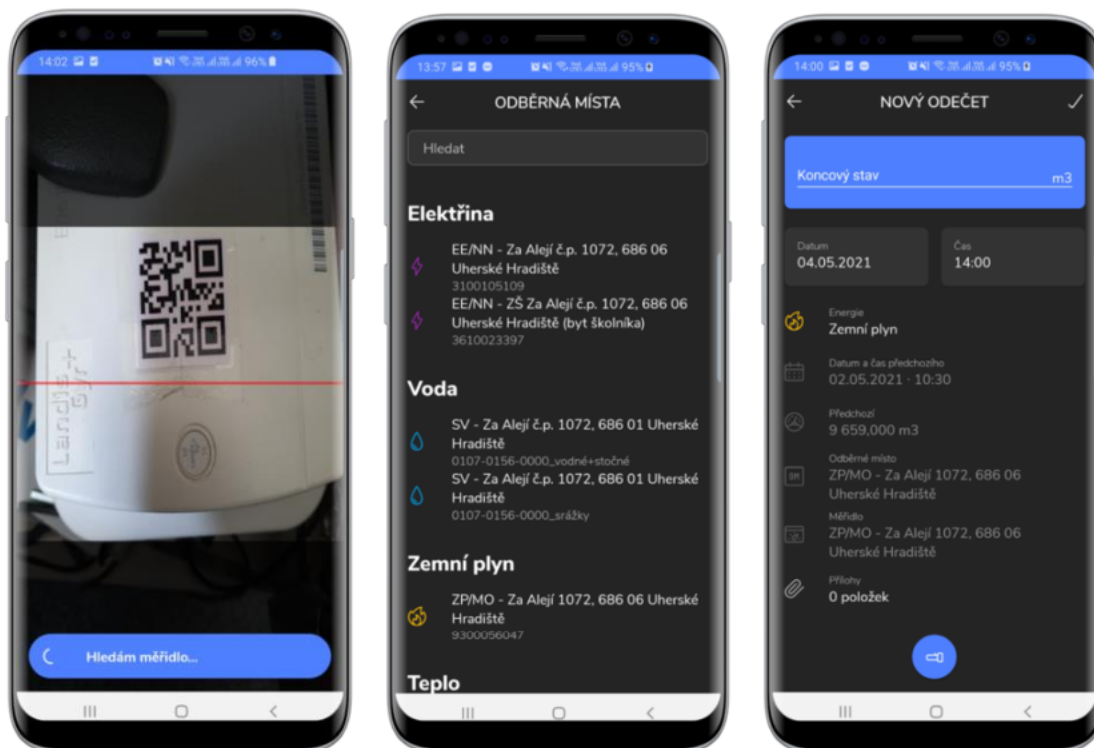 14:02
96%
Landis+
Gyr+
Hledám měřidlo...
13:57
95%
ODBĚRNÁ MÍSTA
Hledat
Elektřina
EE/NN - Za Alejí č.p. 1072, 686 06
Uherské Hradiště
3100105109
EE/NN - ZŠ Za Alejí č.p. 1072, 686 06
Uherské Hradiště (byt školníka)
3610023397
Voda
SV - Za Alejí č.p. 1072, 686 01 Uherské
Hradiště
0107-0156-0000_vodné+stočné
SV - Za Alejí č.p. 1072, 686 01 Uherské
Hradiště
0107-0156-0000_srážky
Zemní plyn
ZP/MO - Za Alejí 1072, 686 06 Uherské
Hradiště
9300056047
Teplo
14:00
95%
NOVÝ ODEČET
Koncový stav
m3
Datum
04.05.2021
Čas
14:00
Energie
Zemní plyn
Datum a čas předchozího
02.05.2021 · 10:30
Předchozí
9 659,000 m3
Odběrné místo
ZP/MO - Za Alejí 1072, 686 06
Uherské Hradiště
Měřidlo
ZP/MO - Za Alejí 1072, 686 06
Uherské Hradiště
Přílohy
0 položek